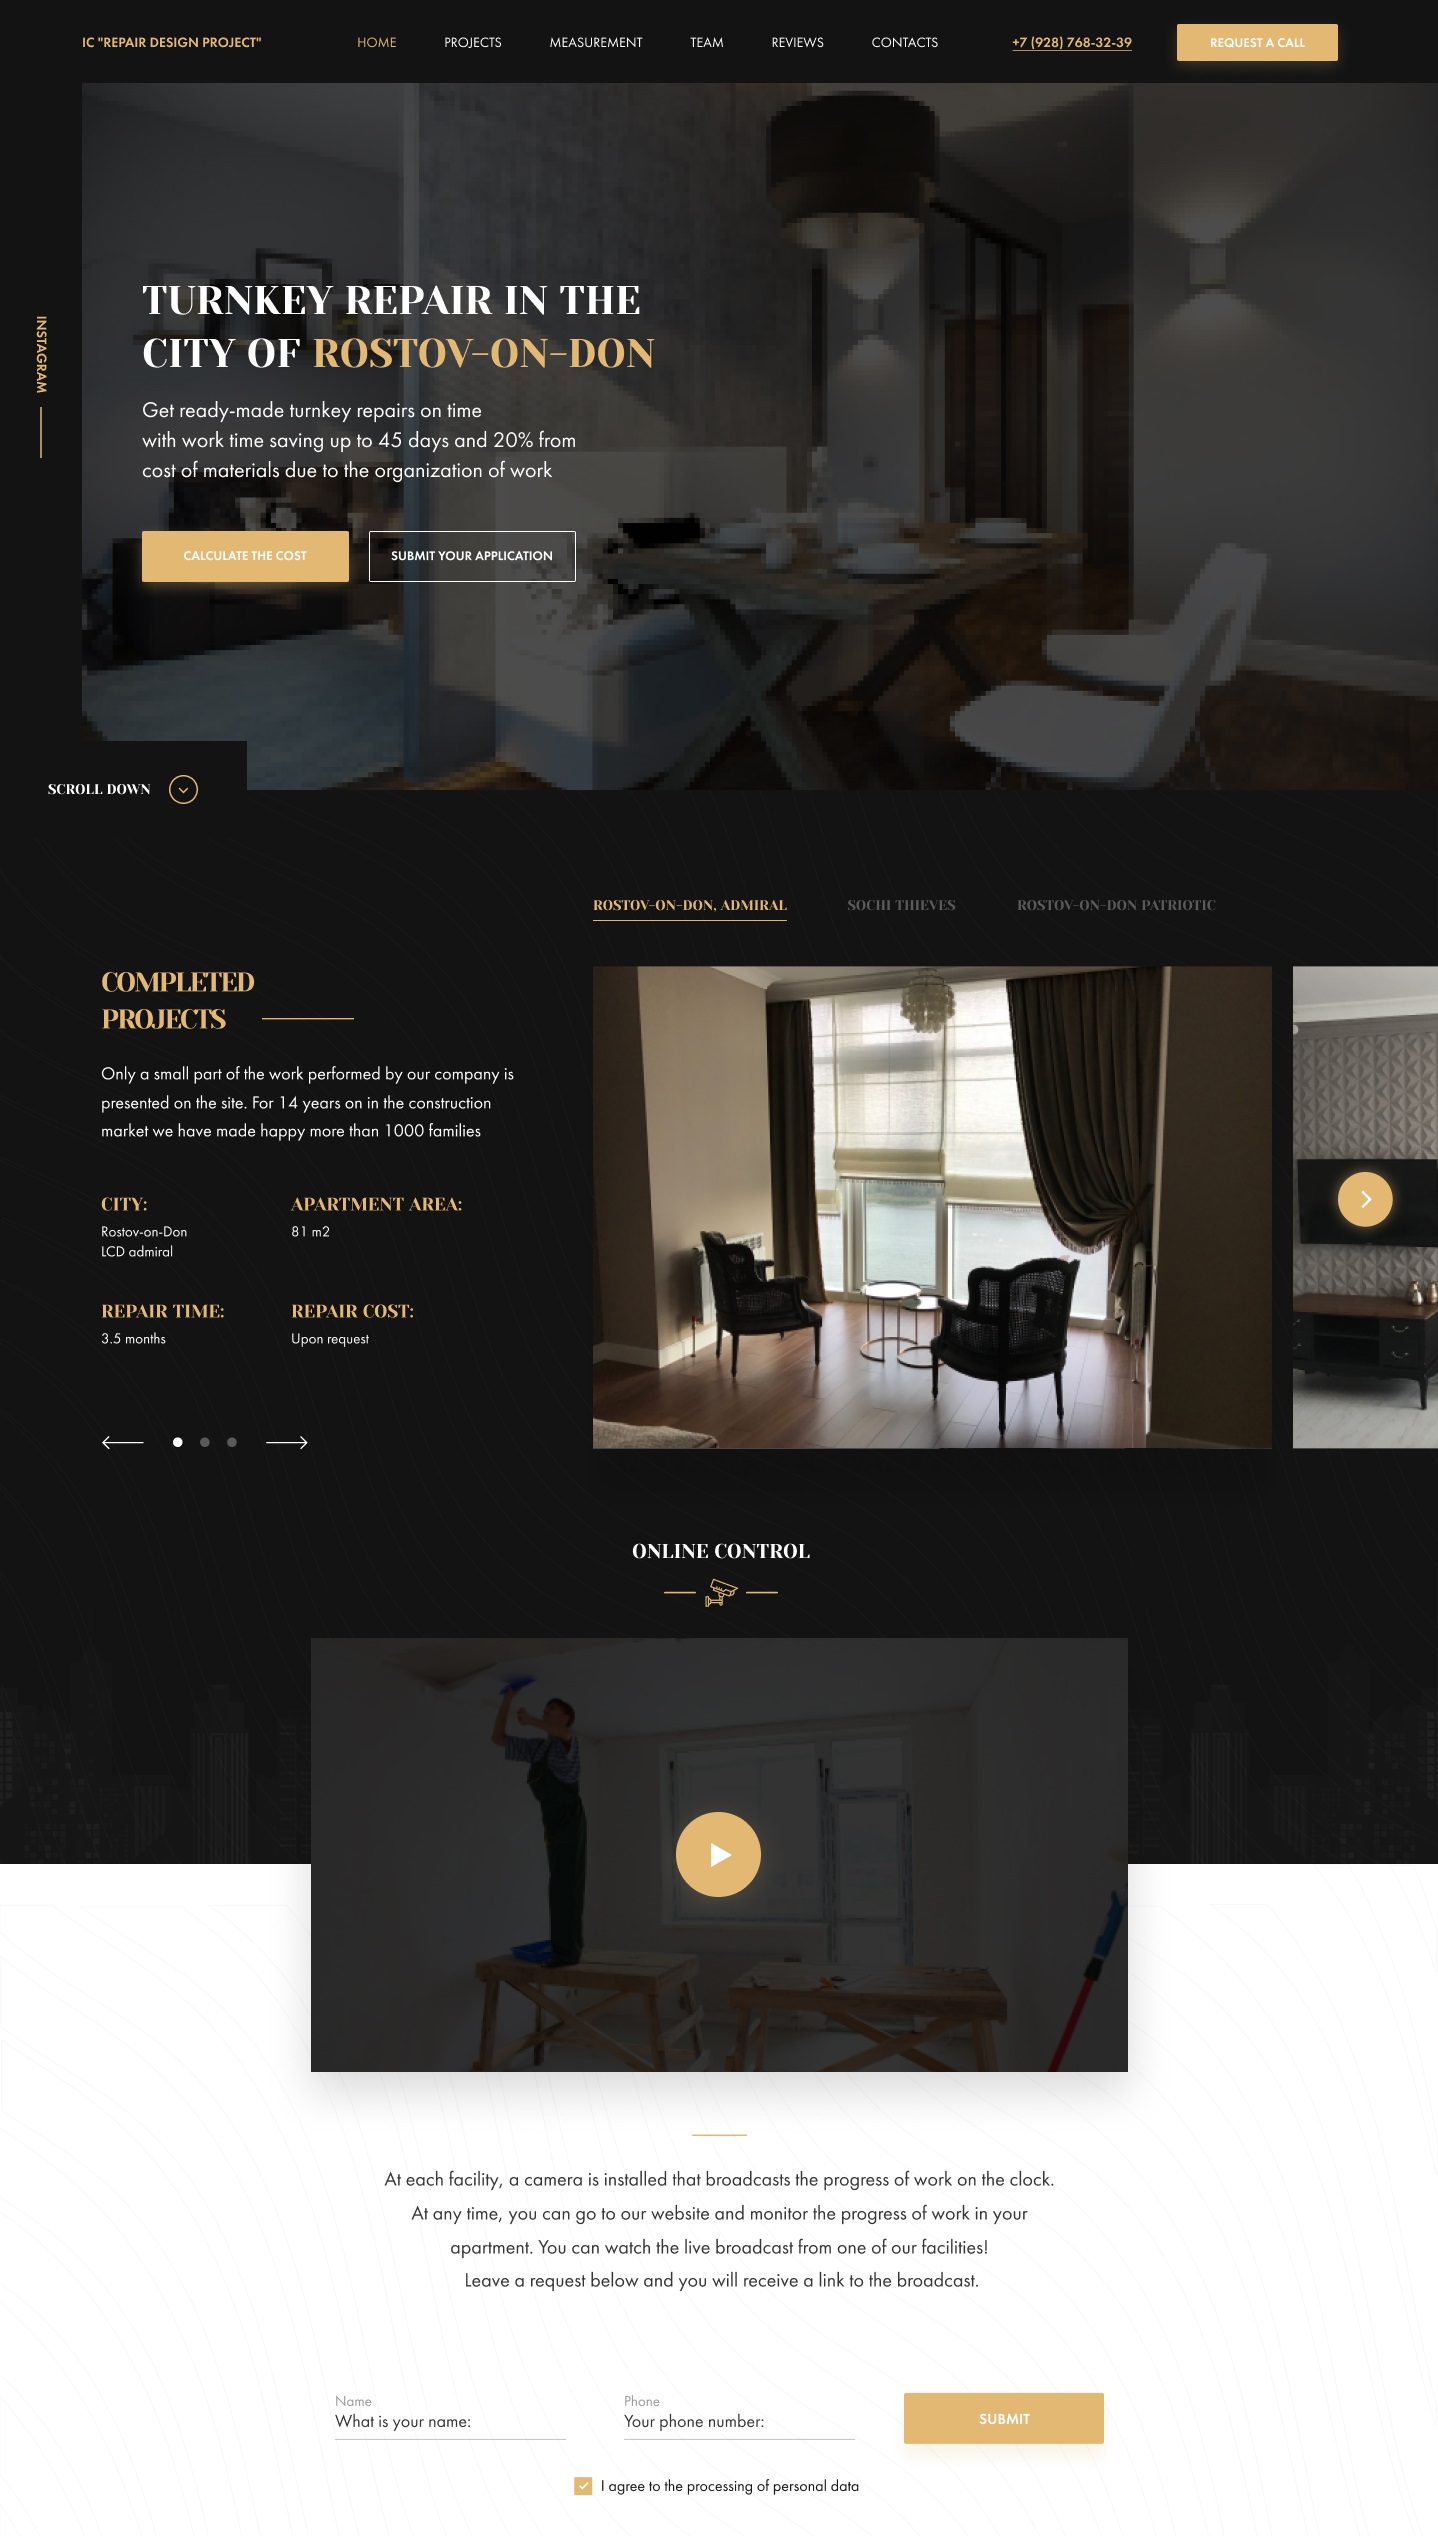 IC "REPAIR DESIGN PROJECT"
HOME
PROJECTS
MEASUREMENT
TEAM
REVIEWS
CONTACTS
+7 (928) 768-32-39
REQUEST A CALL
INSTAGRAM
TURNKEY REPAIR IN THE
CITY OF ROSTOV-ON-DON
Get ready-made turnkey repairs on time
with work time saving up to 45 days and 20% from
cost of materials due to the organization of work
CALCULATE THE COST
SUBMIT YOUR APPLICATION
SCROLL DOWN
ROSTOV-ON-DON, ADMIRAL
SOCHI THIEVES
ROSTOV-ON-DON PATRIOTIC
COMPLETED
PROJECTS
Only a small part of the work performed by our company is
presented on the site. For 14 years on in the construction
market we have made happy more than 1000 families
CITY:
Rostov-on-Don
LCD admiral
APARTMENT AREA:
81 m2
REPAIR TIME:
3.5 months
REPAIR COST:
Upon request
ONLINE CONTROL
At each facility, a camera is installed that broadcasts the progress of work on the clock.
At any time, you can go to our website and monitor the progress of work in your
apartment. You can watch the live broadcast from one of our facilities!
Leave a request below and you will receive a link to the broadcast.
Name
What is your name:
Phone
Your phone number:
SUBMIT
I agree to the processing of personal data